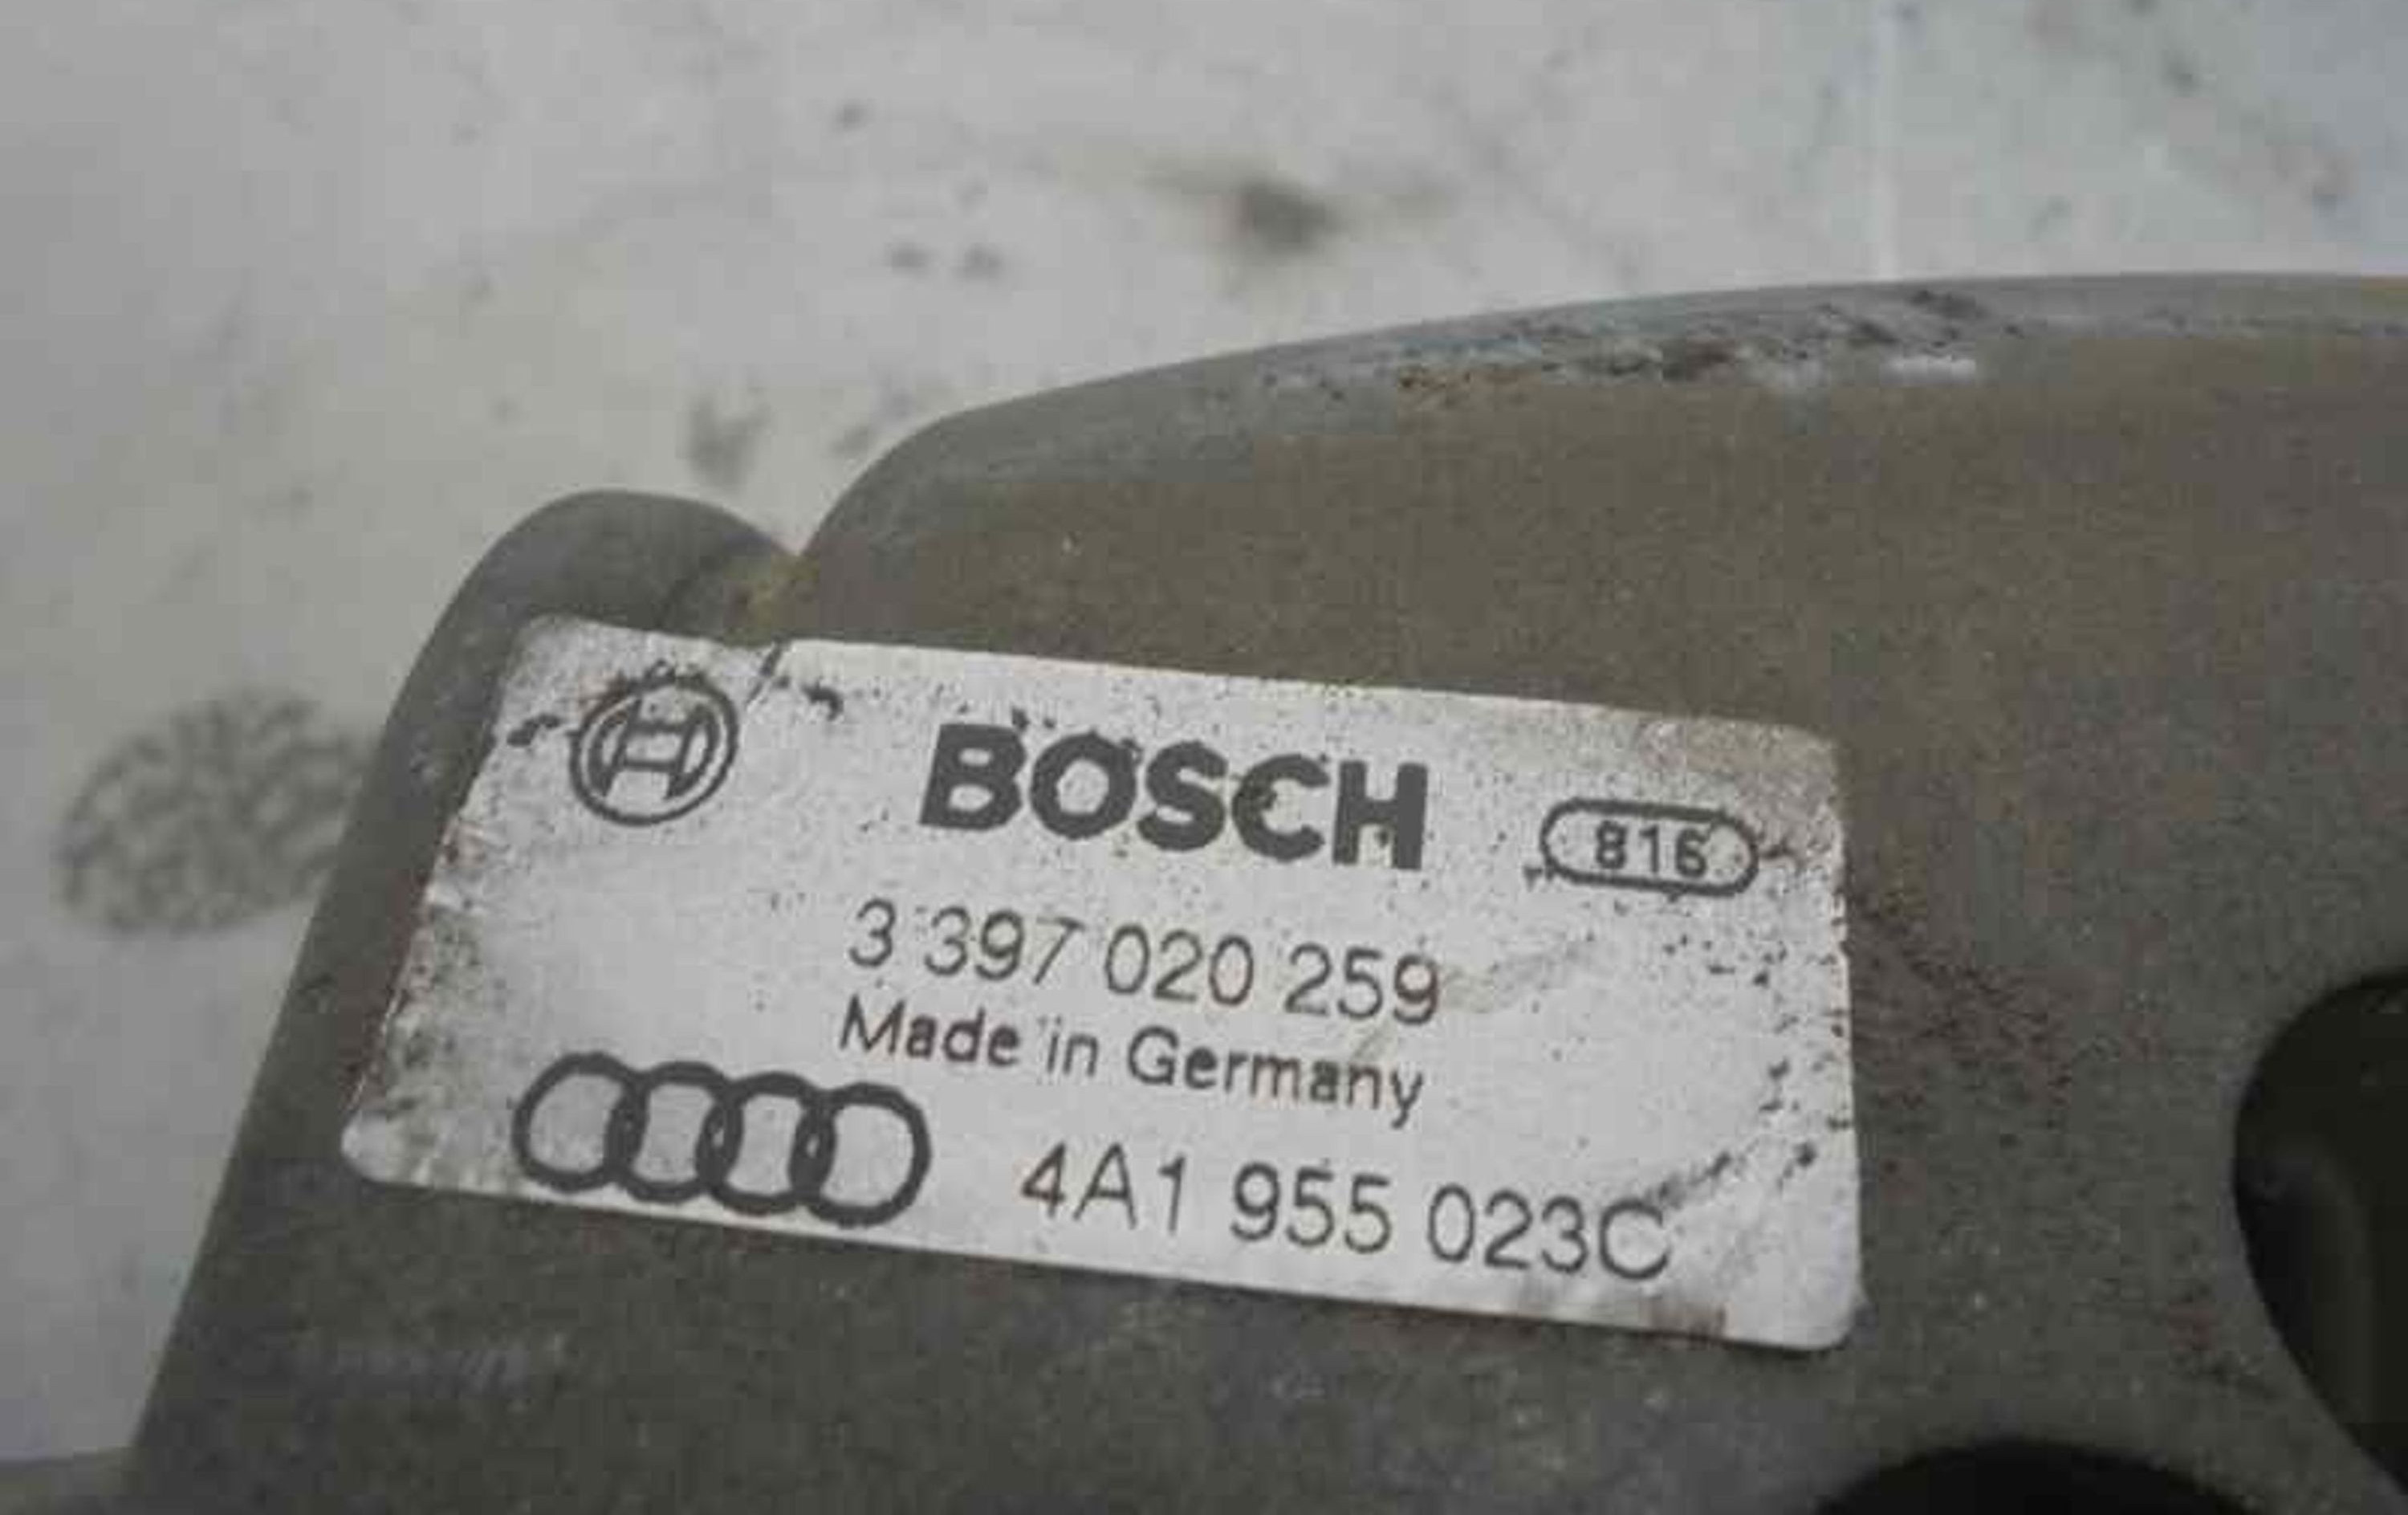 BOSCH 816
3 397 020 259
Made in Germany
4A1 955 023C